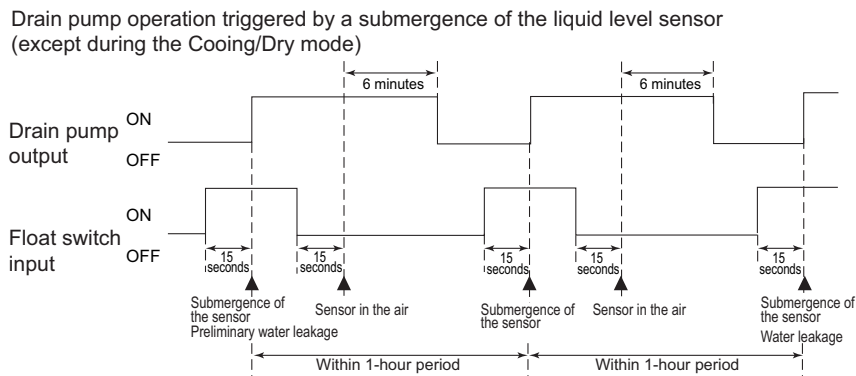 Drain pump operation triggered by a submergence of the liquid level sensor
(except during the Cooing/Dry mode)
6 minutes
6 minutes
Drain pump
output
ON
OFF
Float switch
input
ON
OFF
15
seconds
15
seconds
15
seconds
15
seconds
15
seconds
Submergence of
the sensor
Preliminary water leakage
Sensor in the air
Submergence of
the sensor
Sensor in the air
Submergence of
the sensor
Water leakage
Within 1-hour period
Within 1-hour period